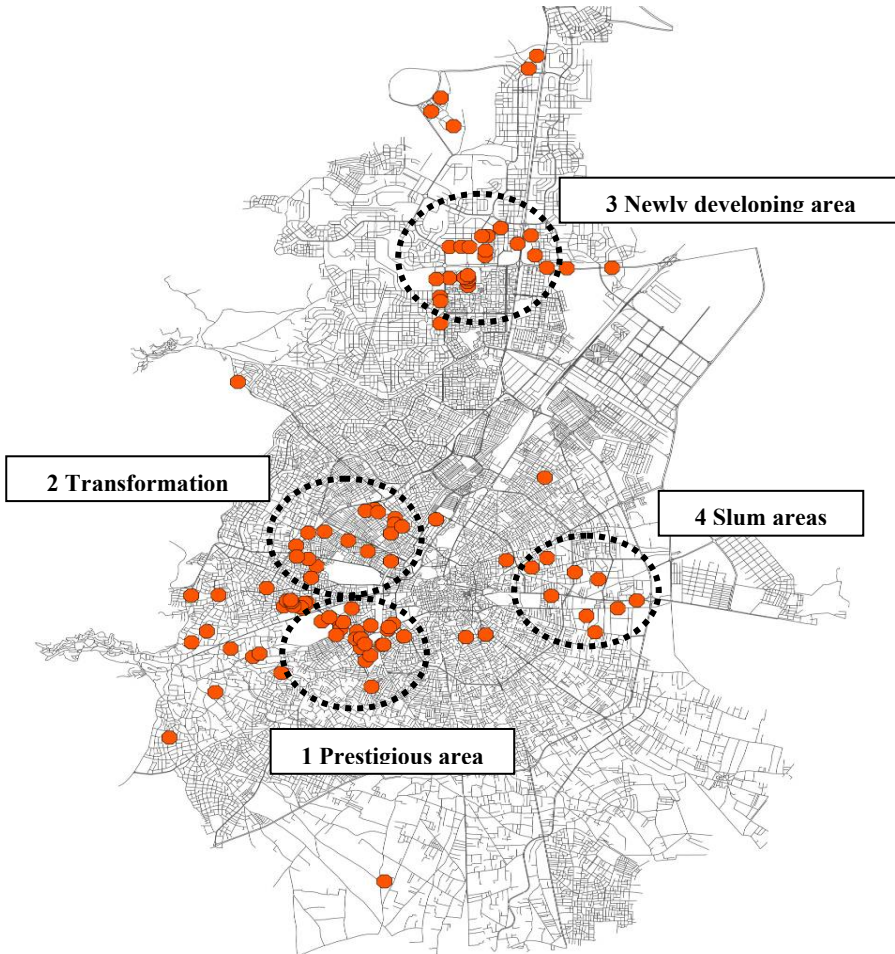 3 Newly developing area
2 Transformation
4 Slum areas
1 Prestigious area